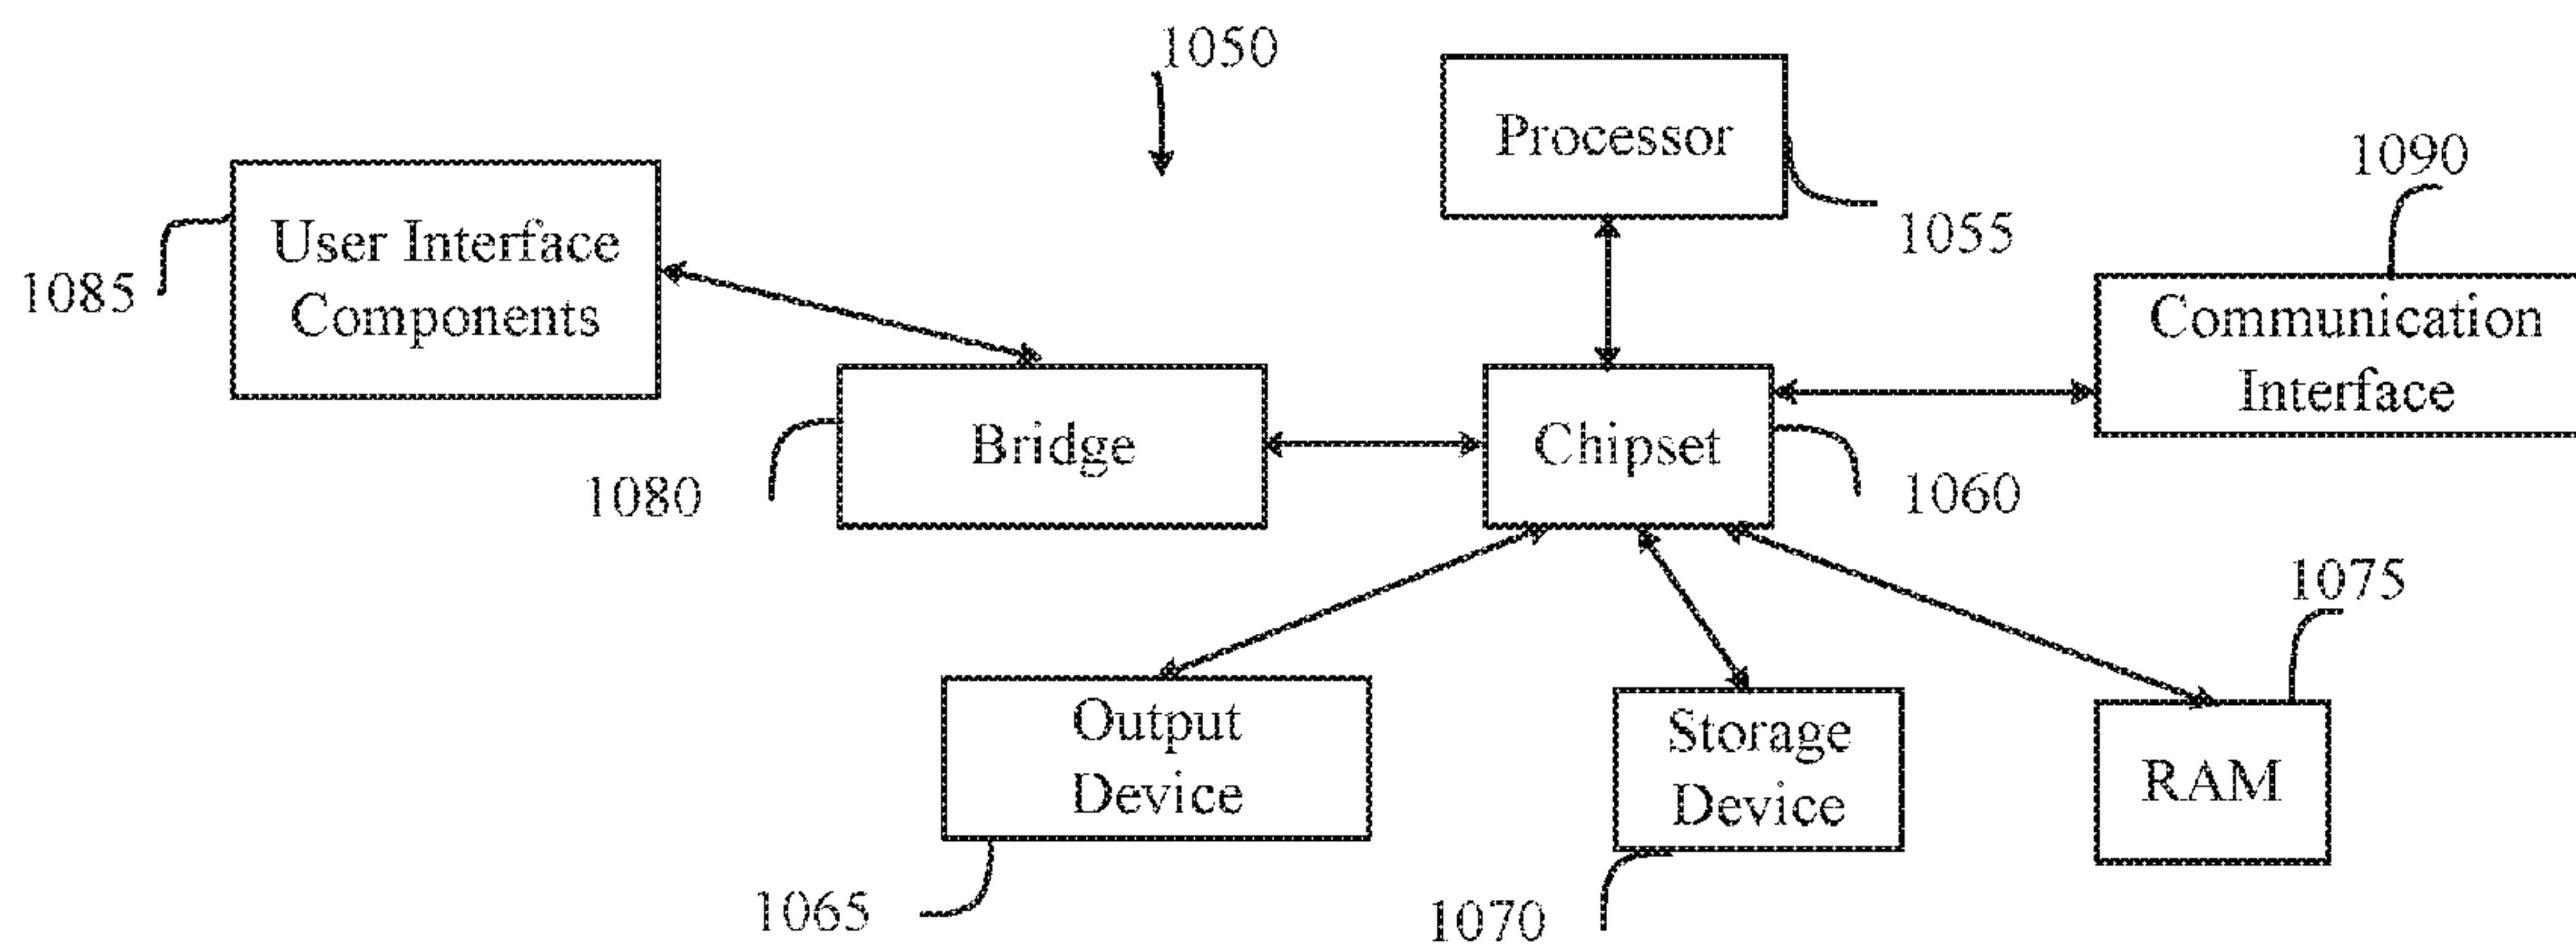 1050
Processor
1090
1055
User Interface
Components
1085
Communication
Interface
Bridge
Chipset
1080
1060
1075
Output
Device
Storage
Device
RAM
1065
1070